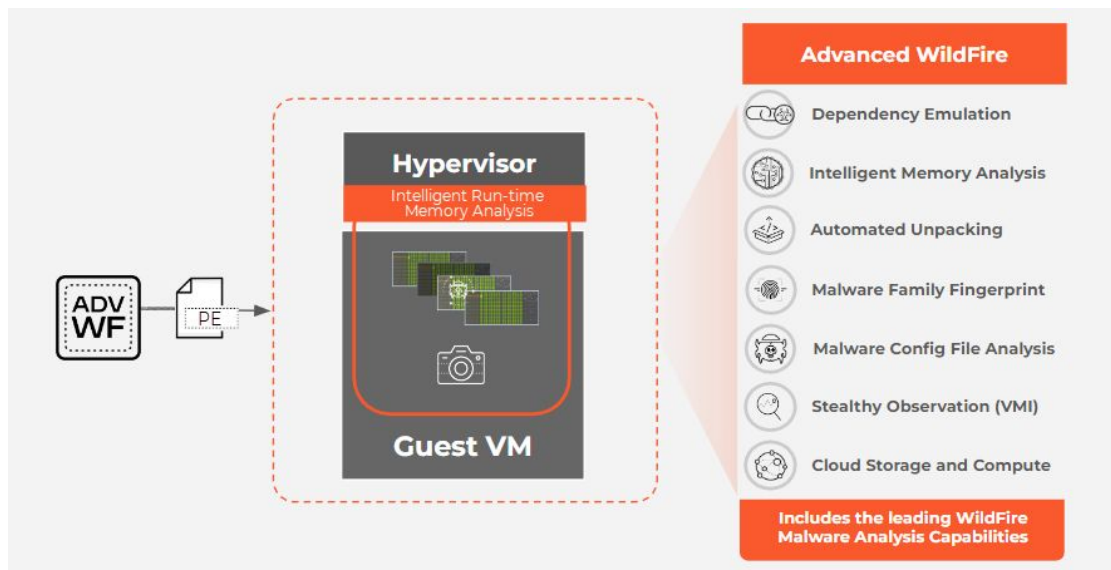 ADV
WF
PE
Hypervisor
Intelligent Run-time
Memory Analysis
Guest VM
Advanced WildFire
Dependency Emulation
Intelligent Memory Analysis
Automated Unpacking
Malware Family Fingerprint
Malware Config File Analysis
Stealthy Observation (VMI)
Cloud Storage and Compute
Includes the leading WildFire
Malware Analysis Capabilities